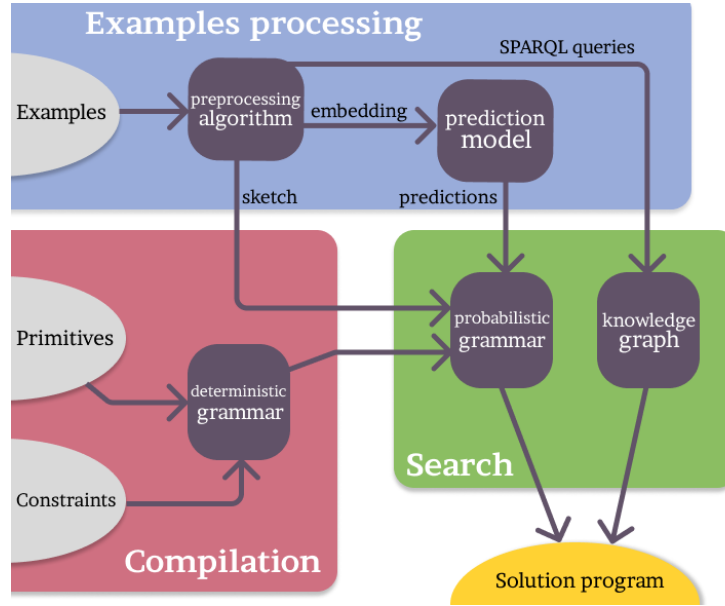 Examples processing
SPARQL queries
Examples
preprocessing
algorithm
embedding
prediction
model
sketch
predictions
Primitives
probabilistic
grammar
knowledge
graph
deterministic
grammar
Search
Constraints
Compilation
Solution program